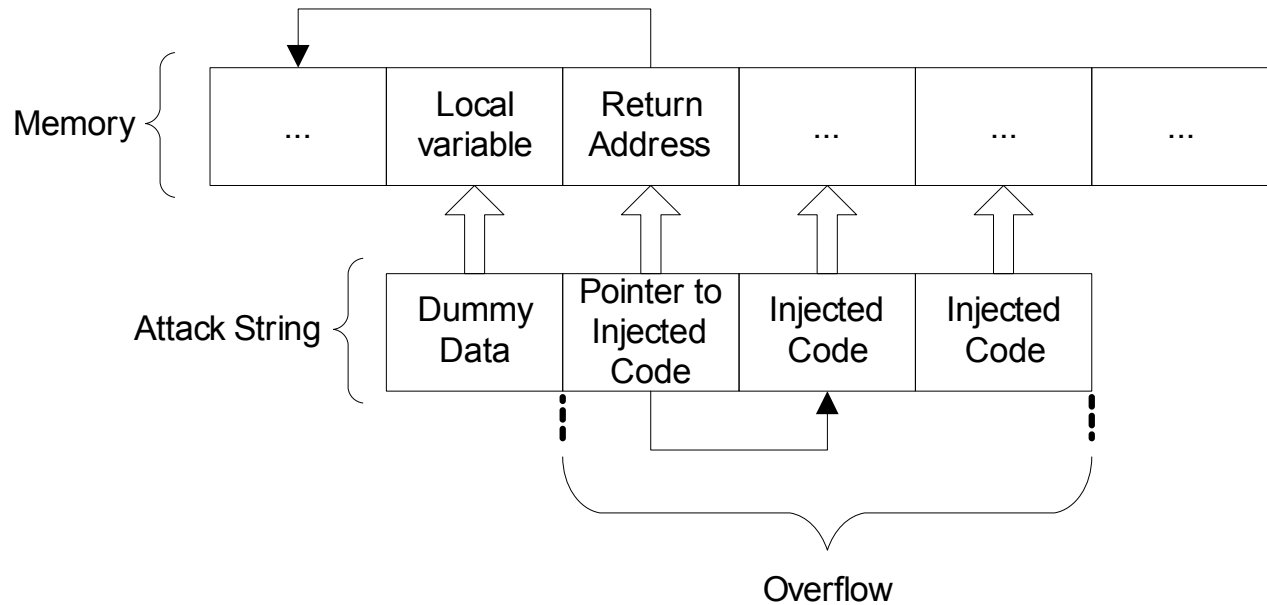 Memory
...
Local
variable
Return
Address
...
...
...
Attack String
Dummy
Data
Pointer to
Injected
Code
Injected
Code
Injected
Code
Overflow